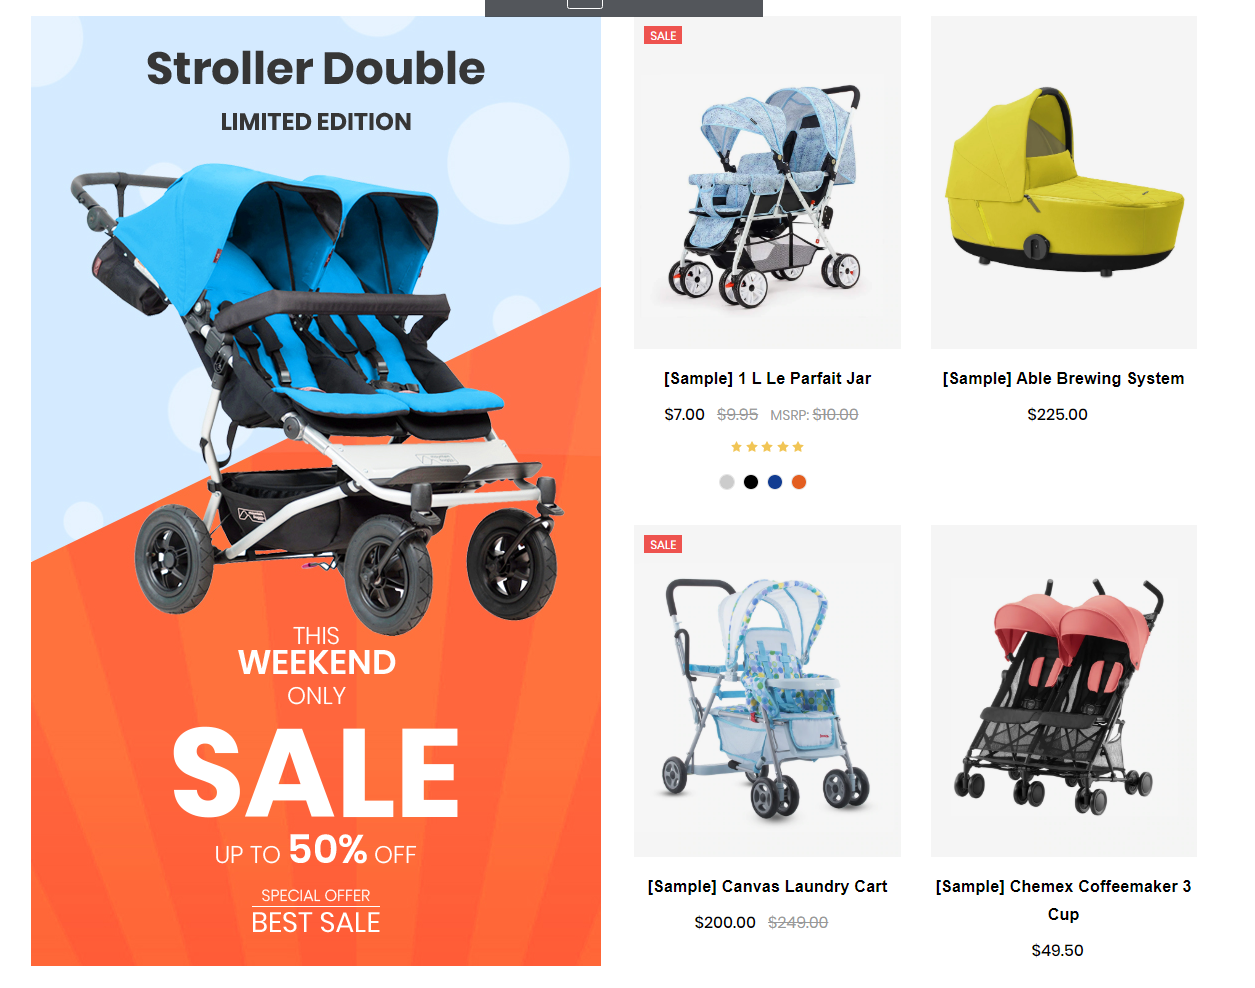 Stroller Double
LIMITED EDITION
THIS
WEEKEND
ONLY
SALE
UP TO 50% OFF
SPECIAL OFFER
BEST SALE
SALE
[Sample] 1 L Le Parfait Jar
$7.00 $9.95 MSRP: $10.00
[Sample] Able Brewing System
$225.00
SALE
[Sample] Canvas Laundry Cart
$200.00 $249.00
[Sample] Chemex Coffeemaker 3
Cup
$49.50